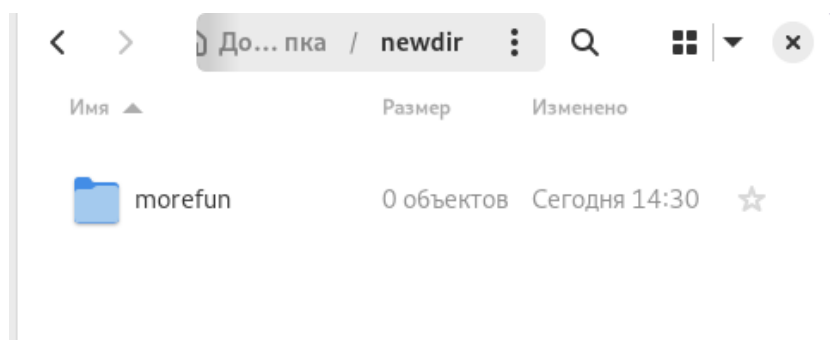 До... пка / newdir
Имя Размер Изменено
morefun 0 объектов Сегодня 14:30